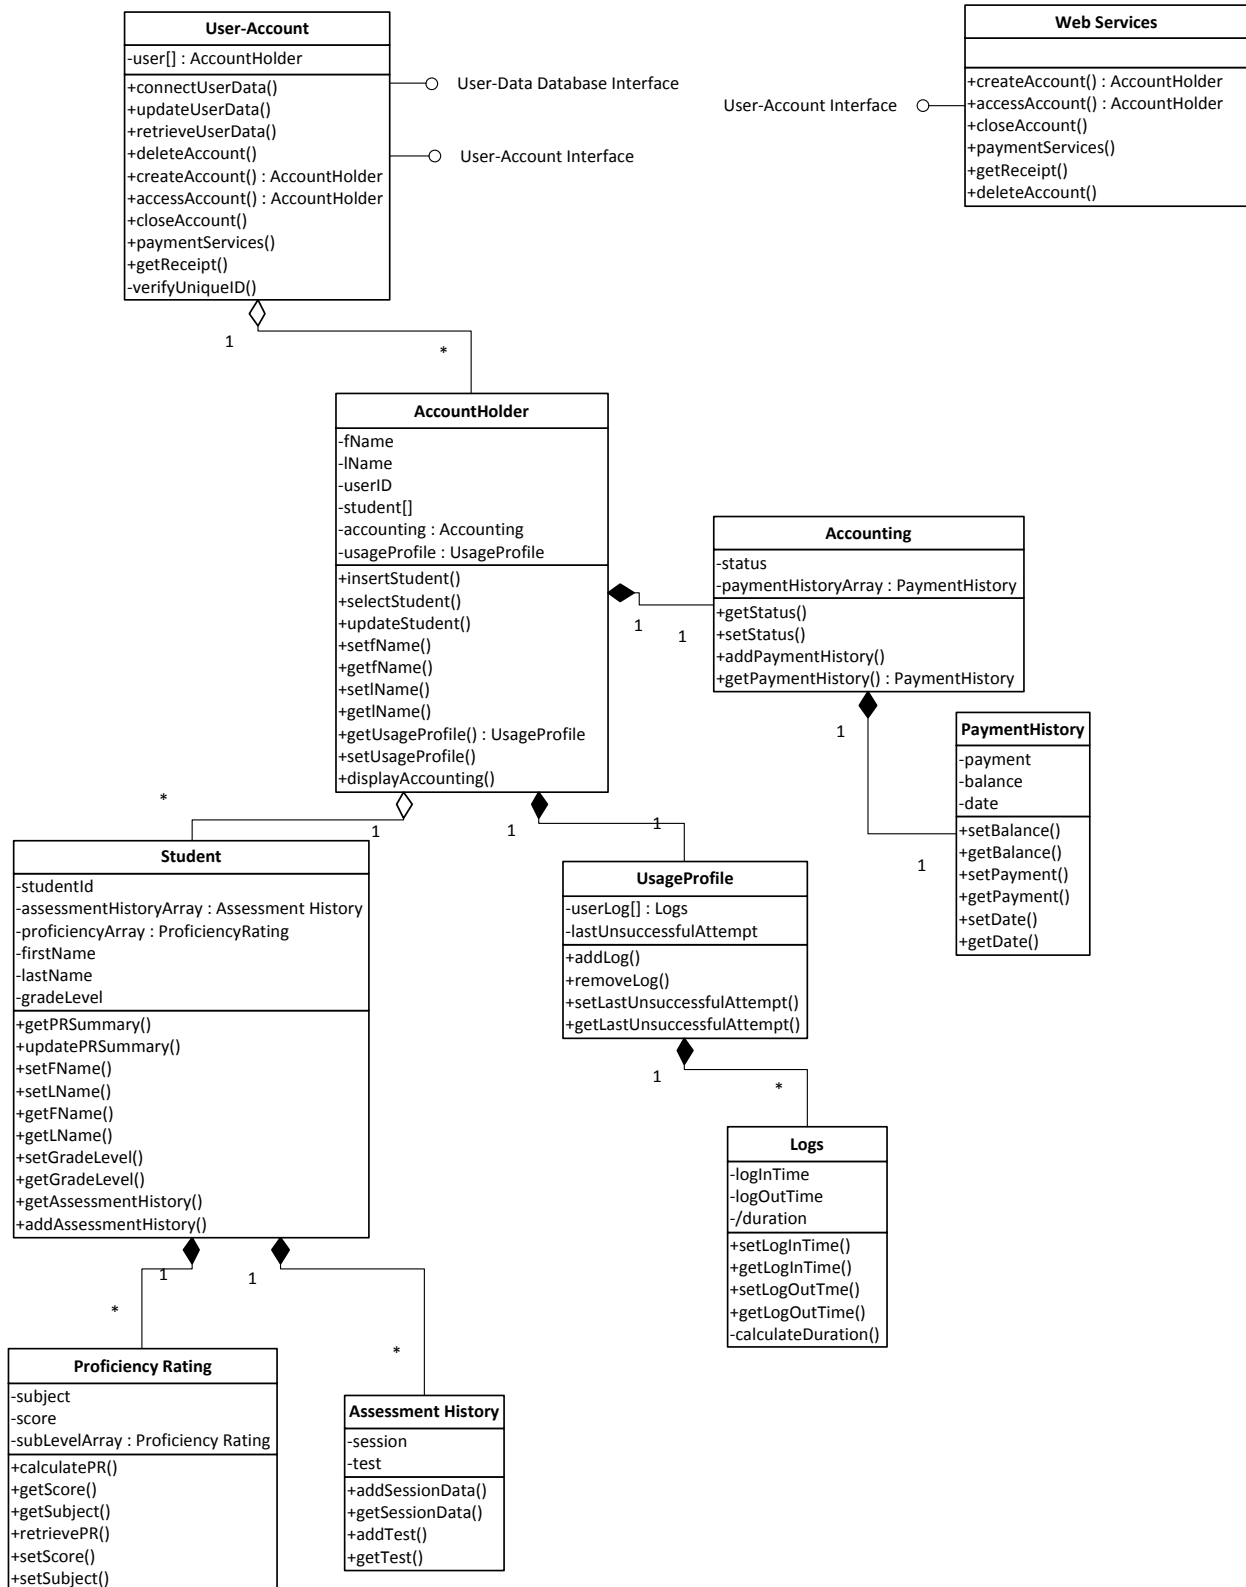 User-Account
-user[] : AccountHolder
+connectUserData()
+updateUserData()
+retrieveUserData()
+deleteAccount()
+createAccount() : AccountHolder
+accessAccount() : AccountHolder
+closeAccount()
+paymentServices()
+getReceipt()
-verifyUniqueID()
User-Data Database Interface
User-Account Interface
User-Account Interface
Web Services
+createAccount() : AccountHolder
+accessAccount() : AccountHolder
+closeAccount()
+paymentServices()
+getReceipt()
+deleteAccount()
1
*
AccountHolder
-fName
-lName
-userID
-student[]
-accounting : Accounting
-usageProfile : UsageProfile
+insertStudent()
+selectStudent()
+updateStudent()
+setfName()
+getfName()
+setlName()
+getlName()
+getUsageProfile() : UsageProfile
+setUsageProfile()
+displayAccounting()
1
1
Accounting
-status
-paymentHistoryArray : PaymentHistory
+getStatus()
+setStatus()
+addPaymentHistory()
+getPaymentHistory() : PaymentHistory
1
1
PaymentHistory
-payment
-balance
-date
+setBalance()
+getBalance()
+setPayment()
+getPayment()
+setDate()
+getDate()
*
1
1
1
Student
-studentId
-assessmentHistoryArray : Assessment History
-proficiencyArray : ProficiencyRating
-firstName
-lastName
-gradeLevel
+getPRSummary()
+updatePRSummary()
+setFName()
+setLName()
+getFName()
+getLName()
+setGradeLevel()
+getGradeLevel()
+getAssessmentHistory()
+addAssessmentHistory()
UsageProfile
-userLog[] : Logs
-lastUnsuccessfulAttempt
+addLog()
+removeLog()
+setLastUnsuccessfulAttempt()
+getLastUnsuccessfulAttempt()
1
*
Logs
-logInTime
-logOutTime
-/duration
+setLogInTime()
+getLogInTime()
+setLogOutTme()
+getLogOutTime()
-calculateDuration()
1
1
*
*
Proficiency Rating
-subject
-score
-subLevelArray : Proficiency Rating
+calculatePR()
+getScore()
+getSubject()
+retrievePR()
+setScore()
+setSubject()
Assessment History
-session
-test
+addSessionData()
+getSessionData()
+addTest()
+getTest()